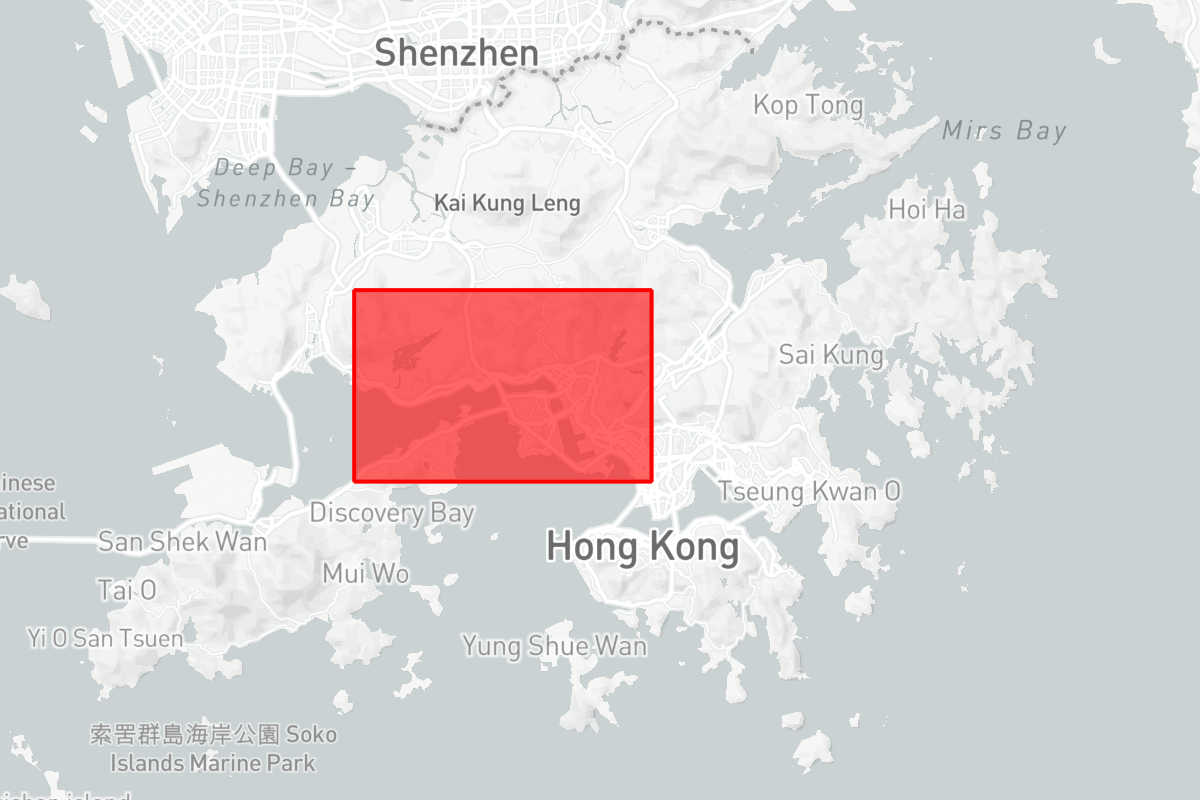 Shenzhen
Kop Tong
Mirs Bay
Deep Bay –
Shenzhen Bay
Kai Kung Leng
Hoi Ha
Sai Kung
inese
ational
rve
Tseung Kwan O
Discovery Bay
San Shek Wan
Hong Kong
Mui Wo
Tai O
Yi O San Tsuen
Yung Shue Wan
索罟群島海岸公園 Soko
Islands Marine Park